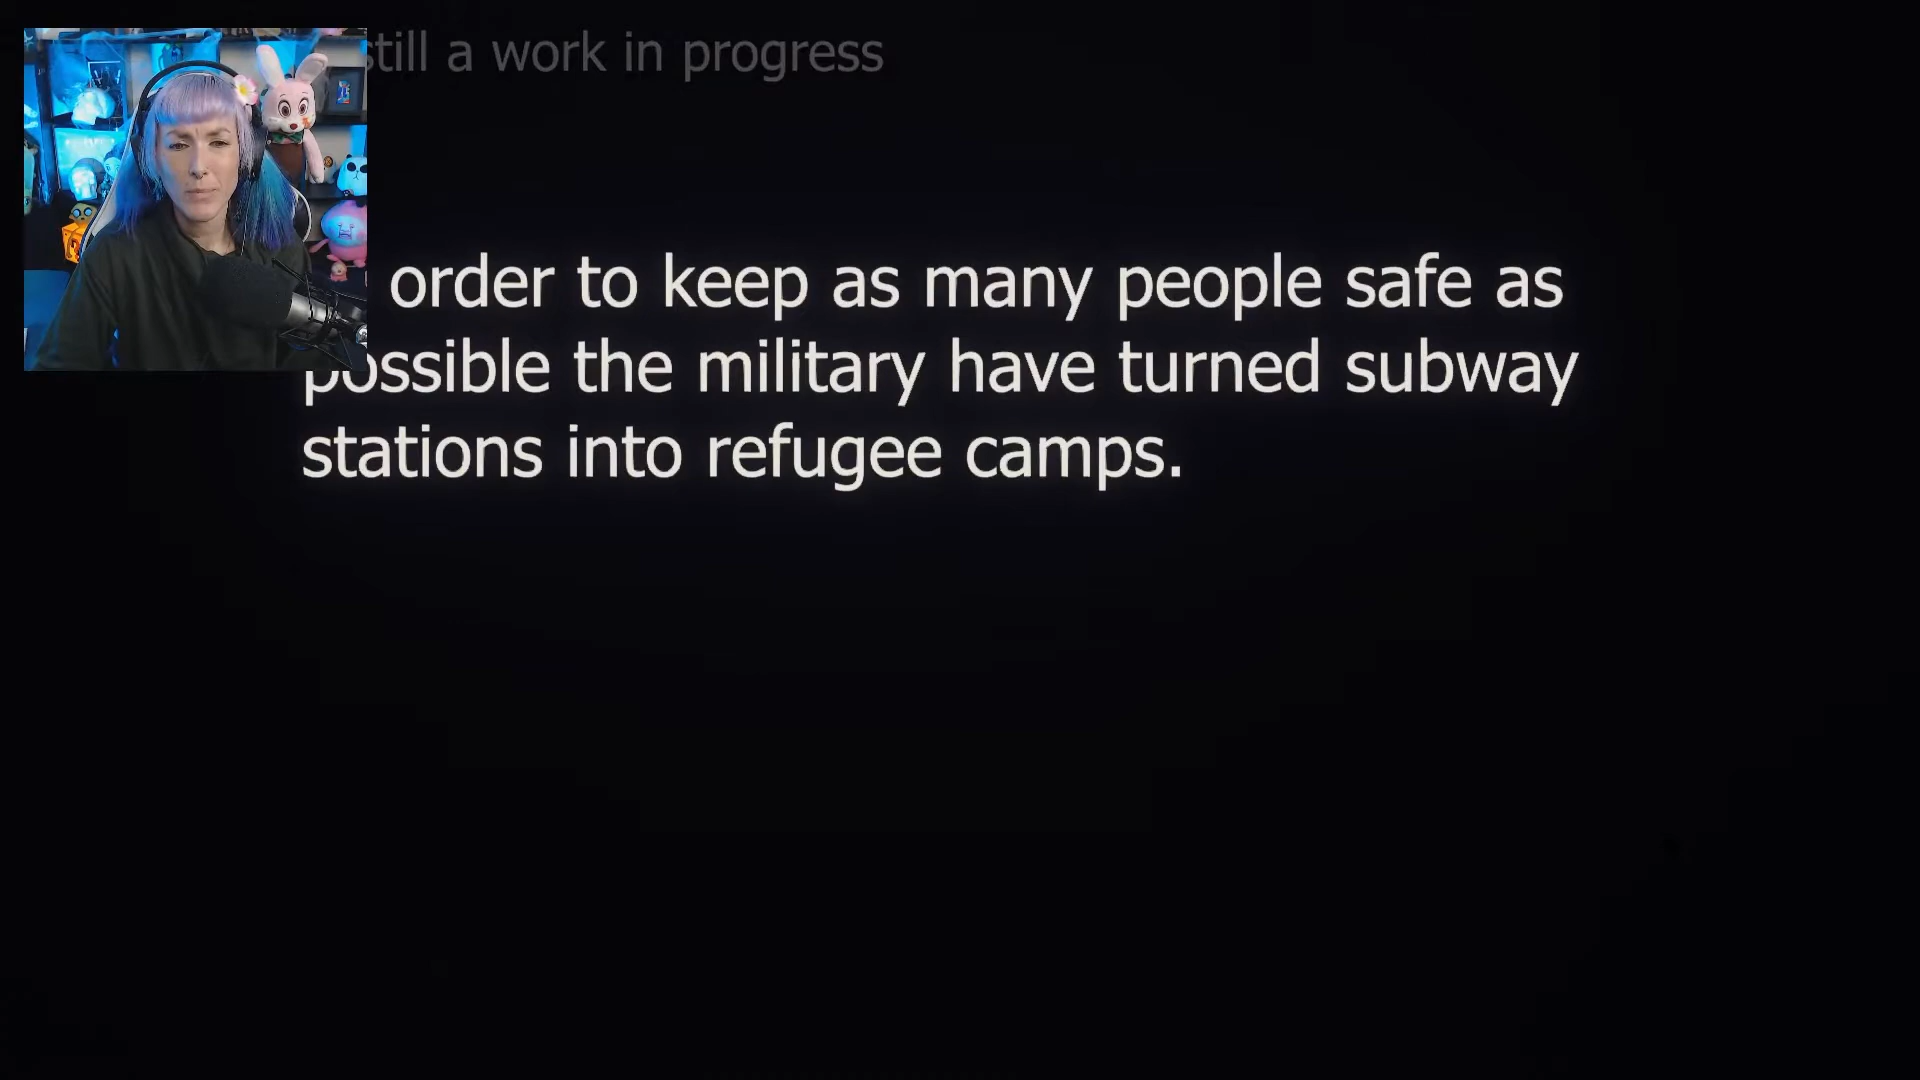 still a work in progress
order to keep as many people safe as
possible the military have turned subway
stations into refugee camps.